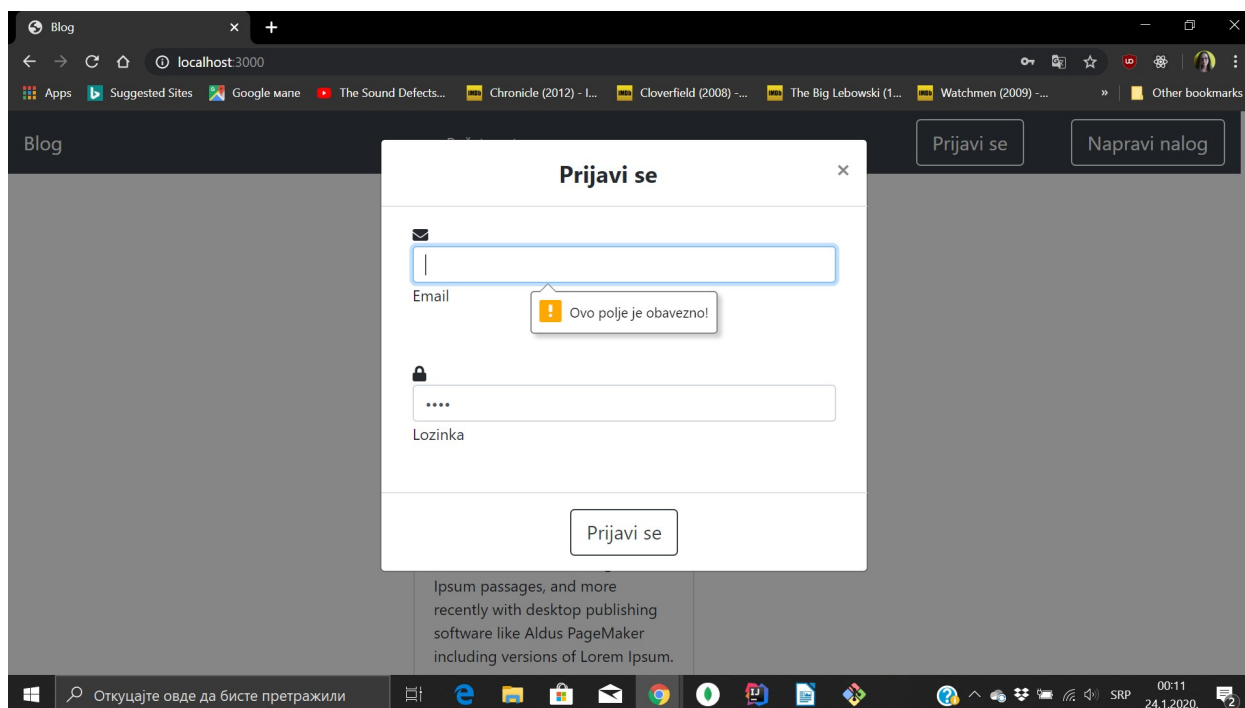 Blog
localhost:3000
Apps Suggested Sites Google мапе The Sound Defects... Chronicle (2012) - I... Cloverfield (2008) -... The Big Lebowski (1... Watchmen (2009) -... » Other bookmarks
Blog Prijavi se Napravi nalog
Prijavi se ×
Email
Ovo polje je obavezno!
Lozinka
Prijavi se
Ipsum passages, and more
recently with desktop publishing
software like Aldus PageMaker
including versions of Lorem Ipsum.
Откуцајте овде да бисте претражили SRP 00:11
24.1.2020.
2